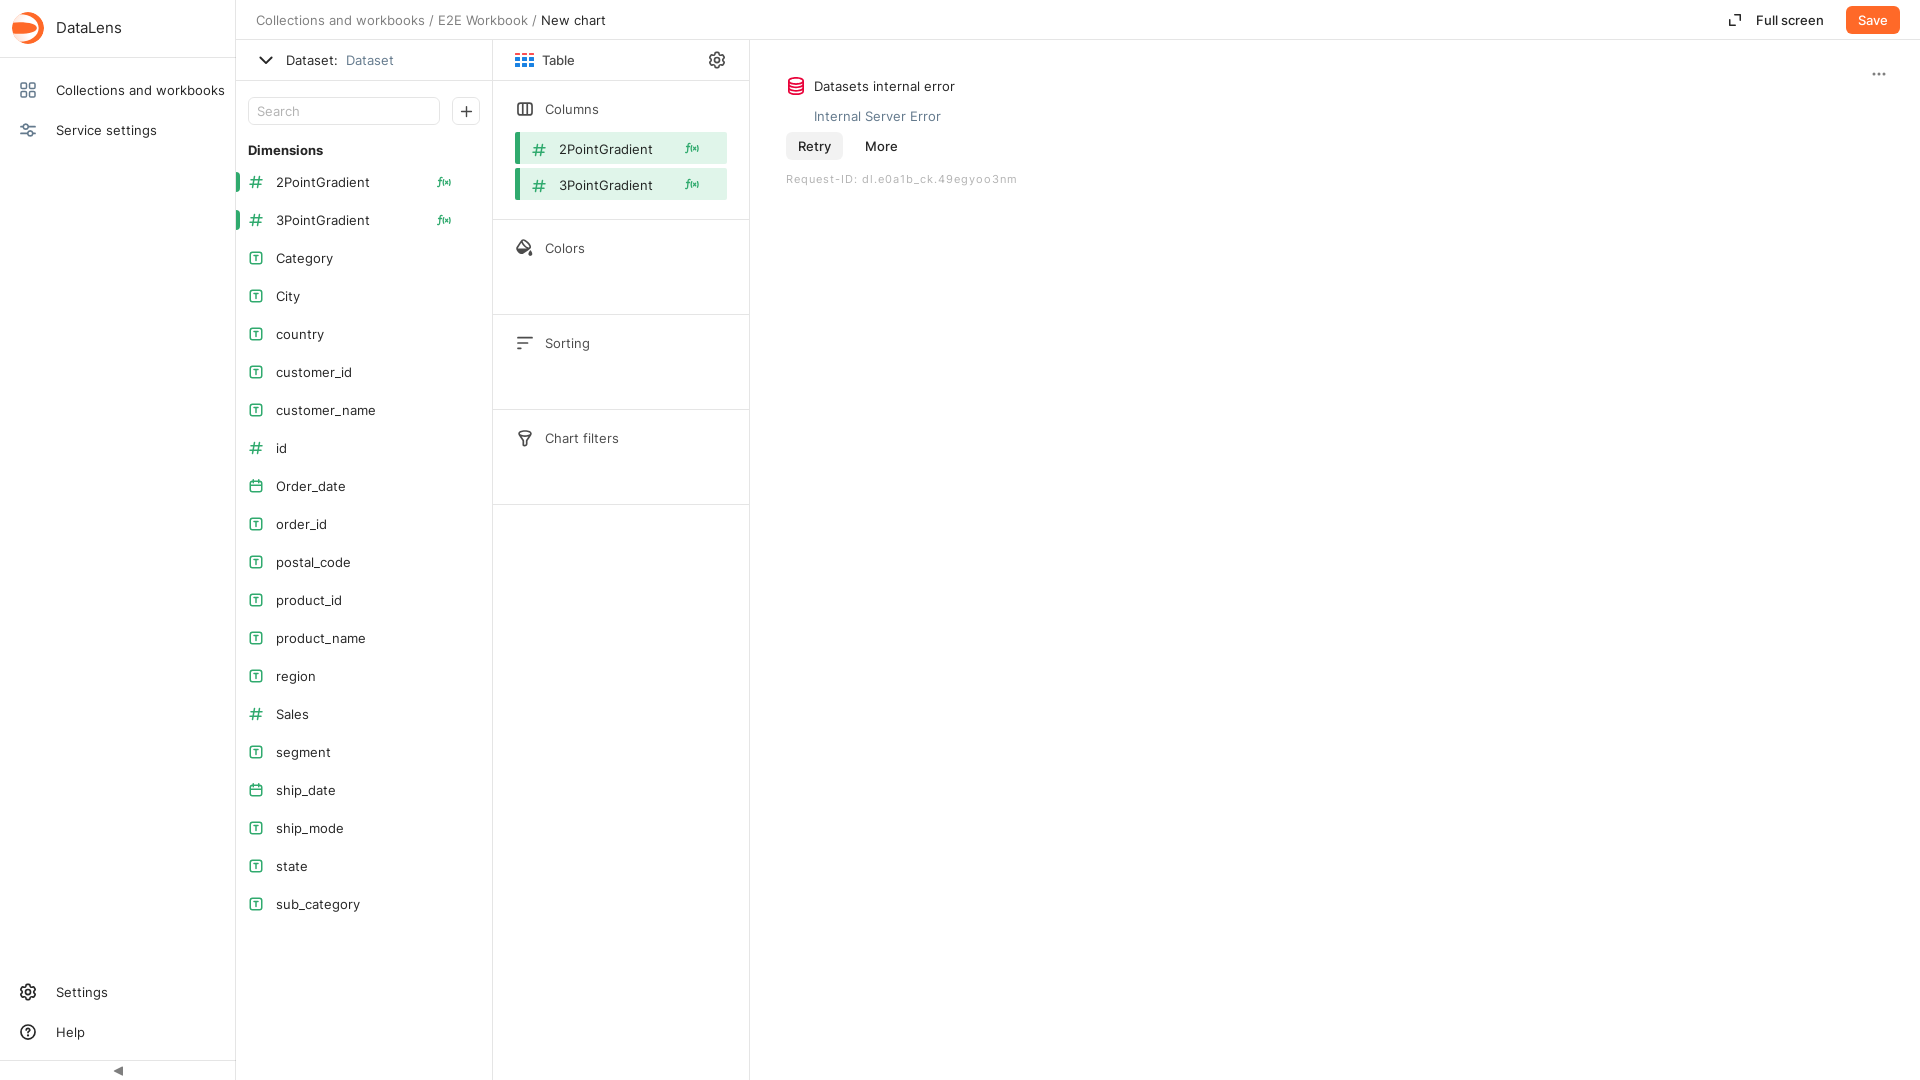 DataLens
Collections and workbooks
Service settings
Settings
Help
Collections and workbooks / E2E Workbook / New chart
Full screen
Save
Dataset: Dataset
Search
Dimensions
2PointGradient
3PointGradient
Category
City
country
customer_id
customer_name
id
Order_date
order_id
postal_code
product_id
product_name
region
Sales
segment
ship_date
ship_mode
state
sub_category
Table
Columns
2PointGradient
3PointGradient
Colors
Sorting
Chart filters
Datasets internal error
Internal Server Error
Retry
More
Request-ID: dl.e0a1b_ck.49egyoo3nm